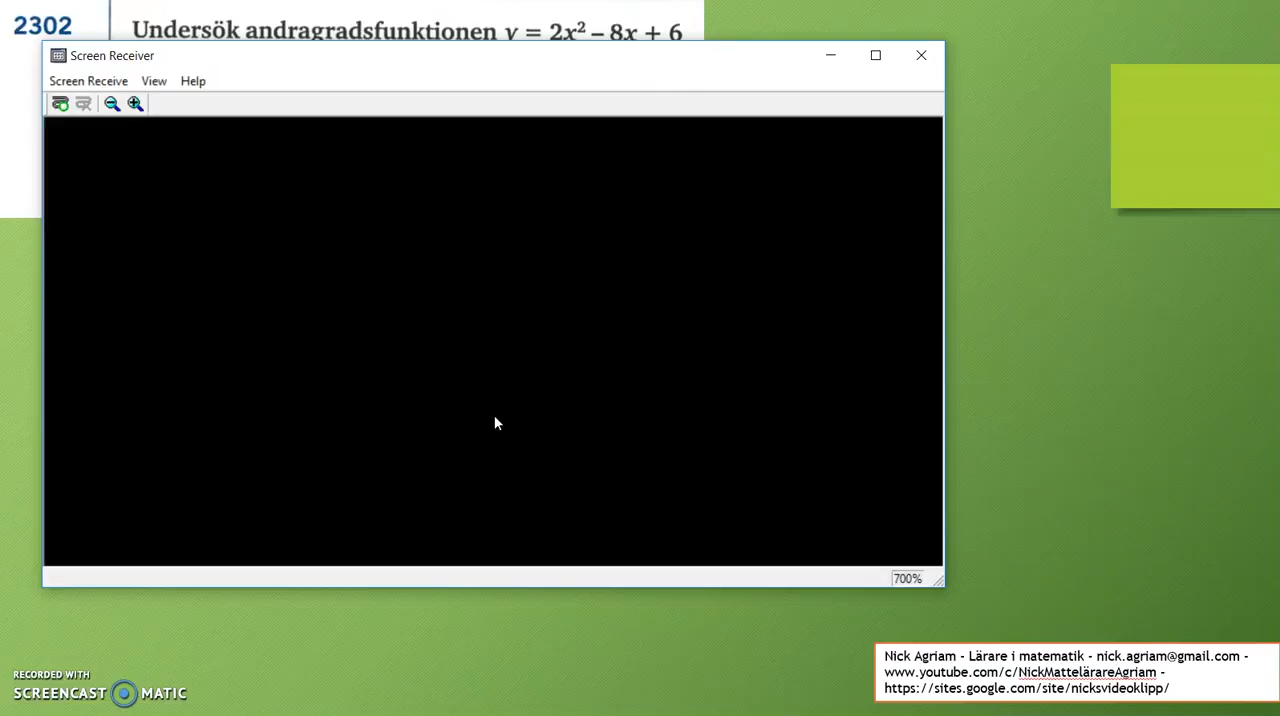 2302 Undersök andragradsfunktionen y = 2x² – 8x + 6
Screen Receiver
Screen Receive View Help
700%
Nick Agriam - Lärare i matematik - nick.agriam@gmail.com -
www.youtube.com/c/NickMattelärareAgriam -
https://sites.google.com/site/nicksvideoklipp/
RECORDED WITH
SCREENCAST MATIC